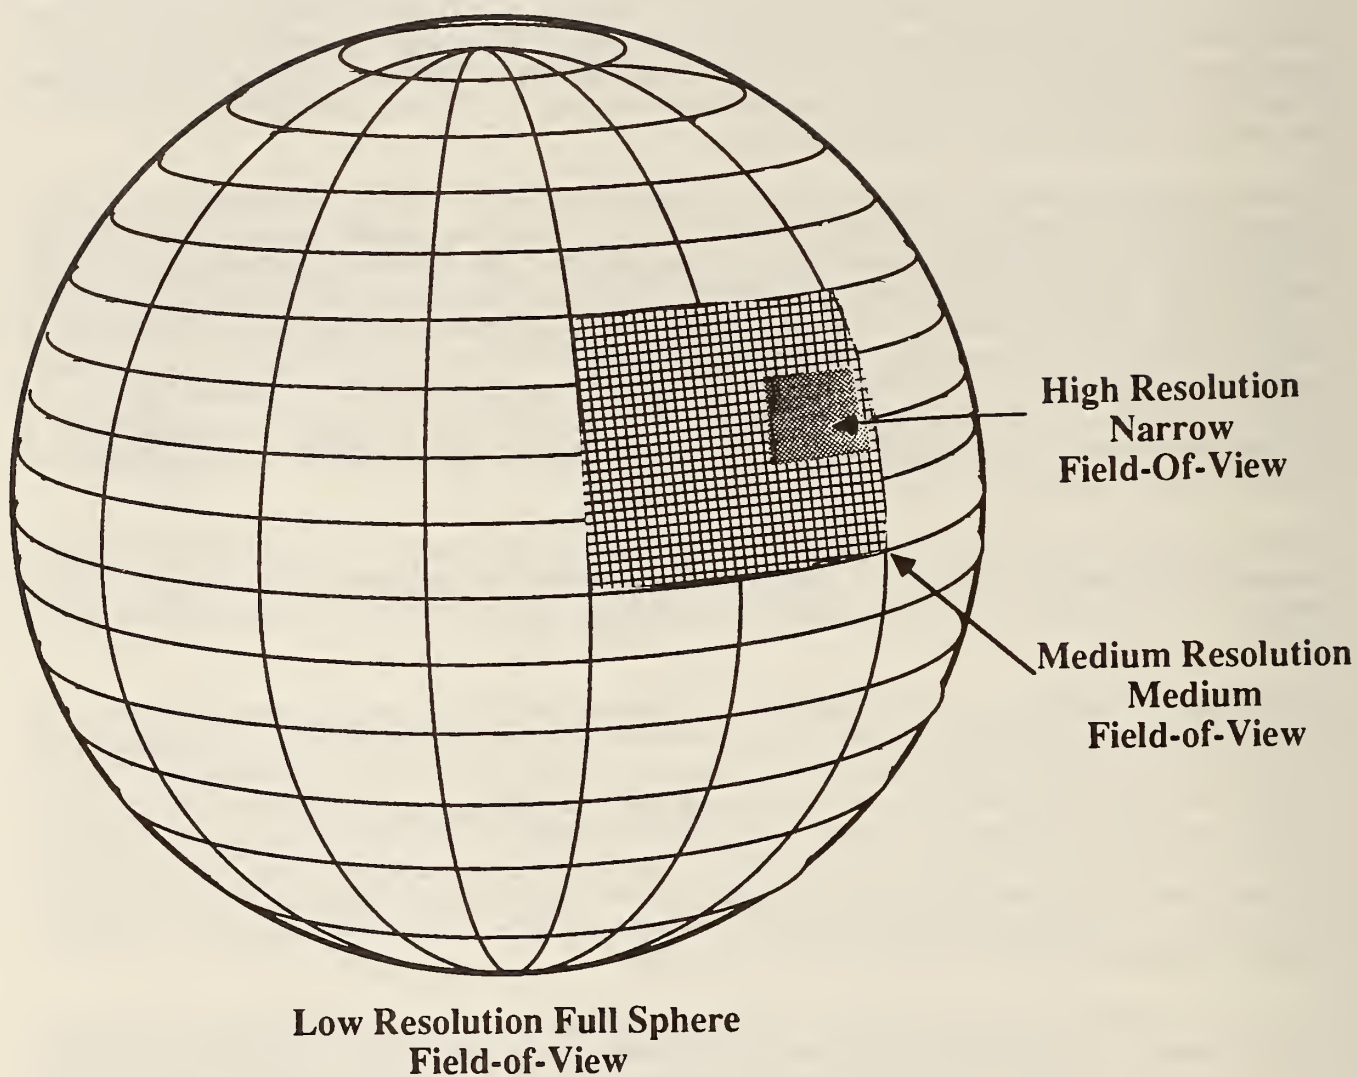 High Resolution
Narrow
Field-Of-View
Medium Resolution
Medium
Field-of-View
Low Resolution Full Sphere
Field-of-View